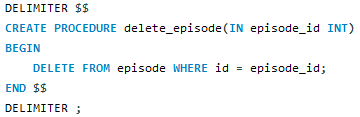 DELIMITER $$
CREATE PROCEDURE delete_episode(IN episode_id INT)
BEGIN
    DELETE FROM episode WHERE id = episode_id;
END $$
DELIMITER ;